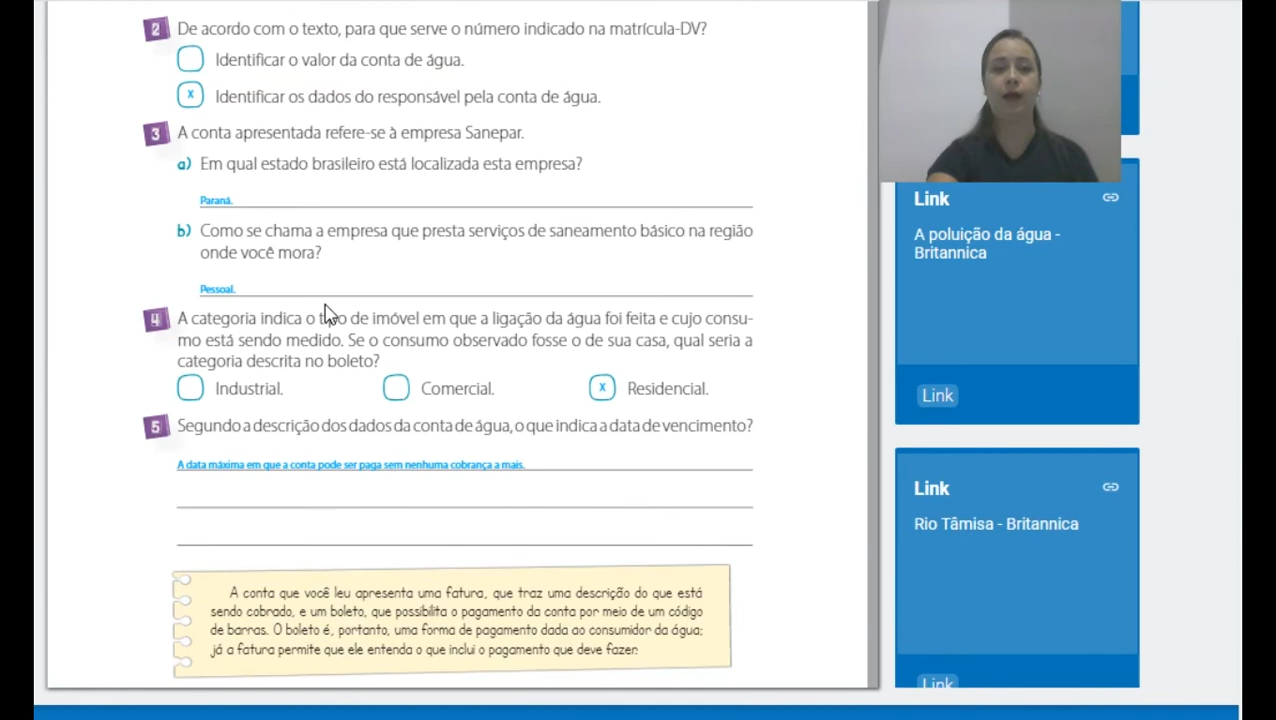 2 De acordo com o texto, para que serve o número indicado na matrícula-DV?
Identificar o valor da conta de água.
x Identificar os dados do responsável pela conta de água.
3 A conta apresentada refere-se à empresa Sanepar.
a) Em qual estado brasileiro está localizada esta empresa?
Paraná.
b) Como se chama a empresa que presta serviços de saneamento básico na região
onde você mora?
Pessoal.
4 A categoria indica o tipo de imóvel em que a ligação da água foi feita e cujo consu-
mo está sendo medido. Se o consumo observado fosse o de sua casa, qual seria a
categoria descrita no boleto?
Industrial. Comercial. x Residencial.
5 Segundo a descrição dos dados da conta de água, o que indica a data de vencimento?
A data máxima em que a conta pode ser paga sem nenhuma cobrança a mais.
A conta que você leu apresenta uma fatura, que traz uma descrição do que está
sendo cobrado, e um boleto, que possibilita o pagamento da conta por meio de um código
de barras. O boleto é, portanto, uma forma de pagamento dada ao consumidor da água;
já a fatura permite que ele entenda o que inclui o pagamento que deve fazer.
Link
A poluição da água -
Britannica
Link
Link
Rio Tâmisa - Britannica
Link